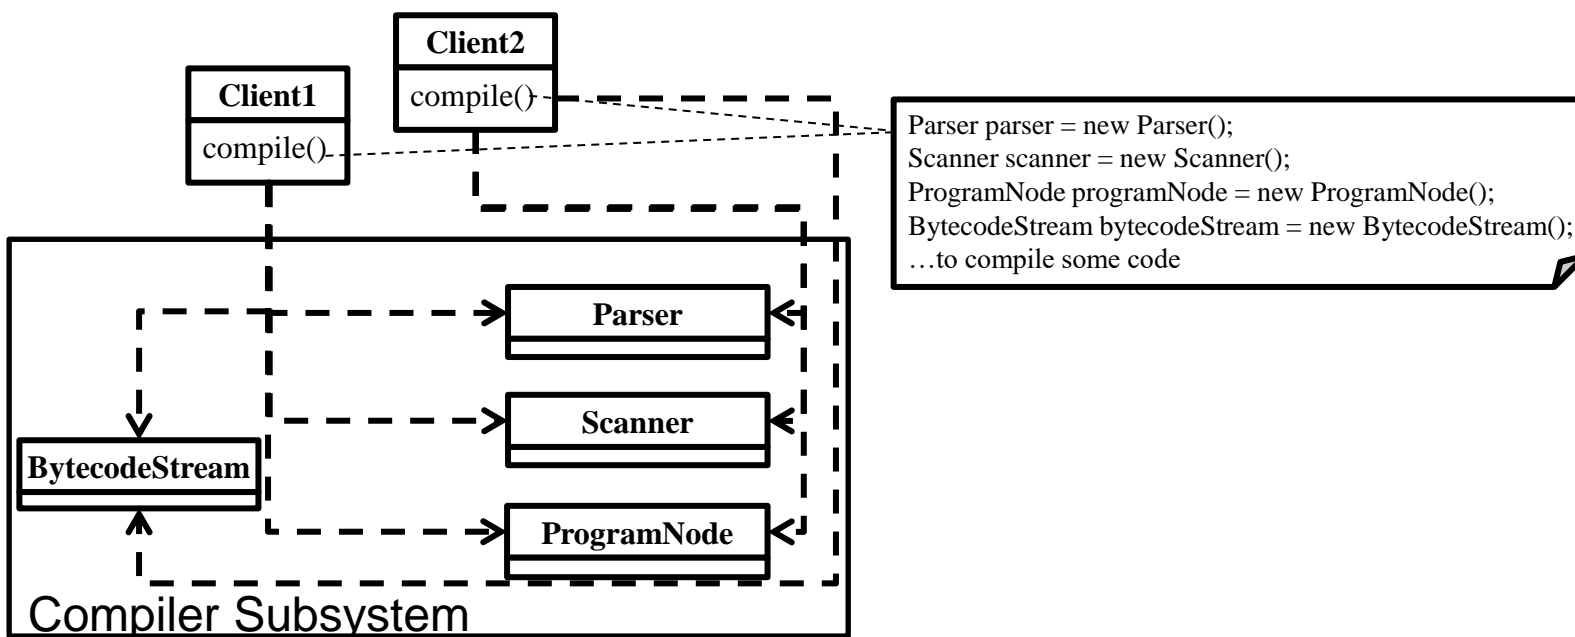 Client2
compile()
Client1
compile()
Parser parser = new Parser();
Scanner scanner = new Scanner();
ProgramNode programNode = new ProgramNode();
BytecodeStream bytecodeStream = new BytecodeStream();
…to compile some code
Parser
Scanner
BytecodeStream
ProgramNode
Compiler Subsystem